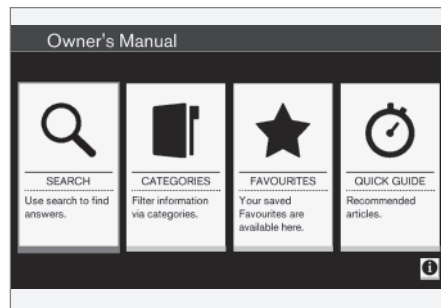 Owner's Manual
SEARCH
Use search to find
answers.
CATEGORIES
Filter information
via categories.
FAVOURITES
Your saved
Favourites are
available here.
QUICK GUIDE
Recommended
articles.
i